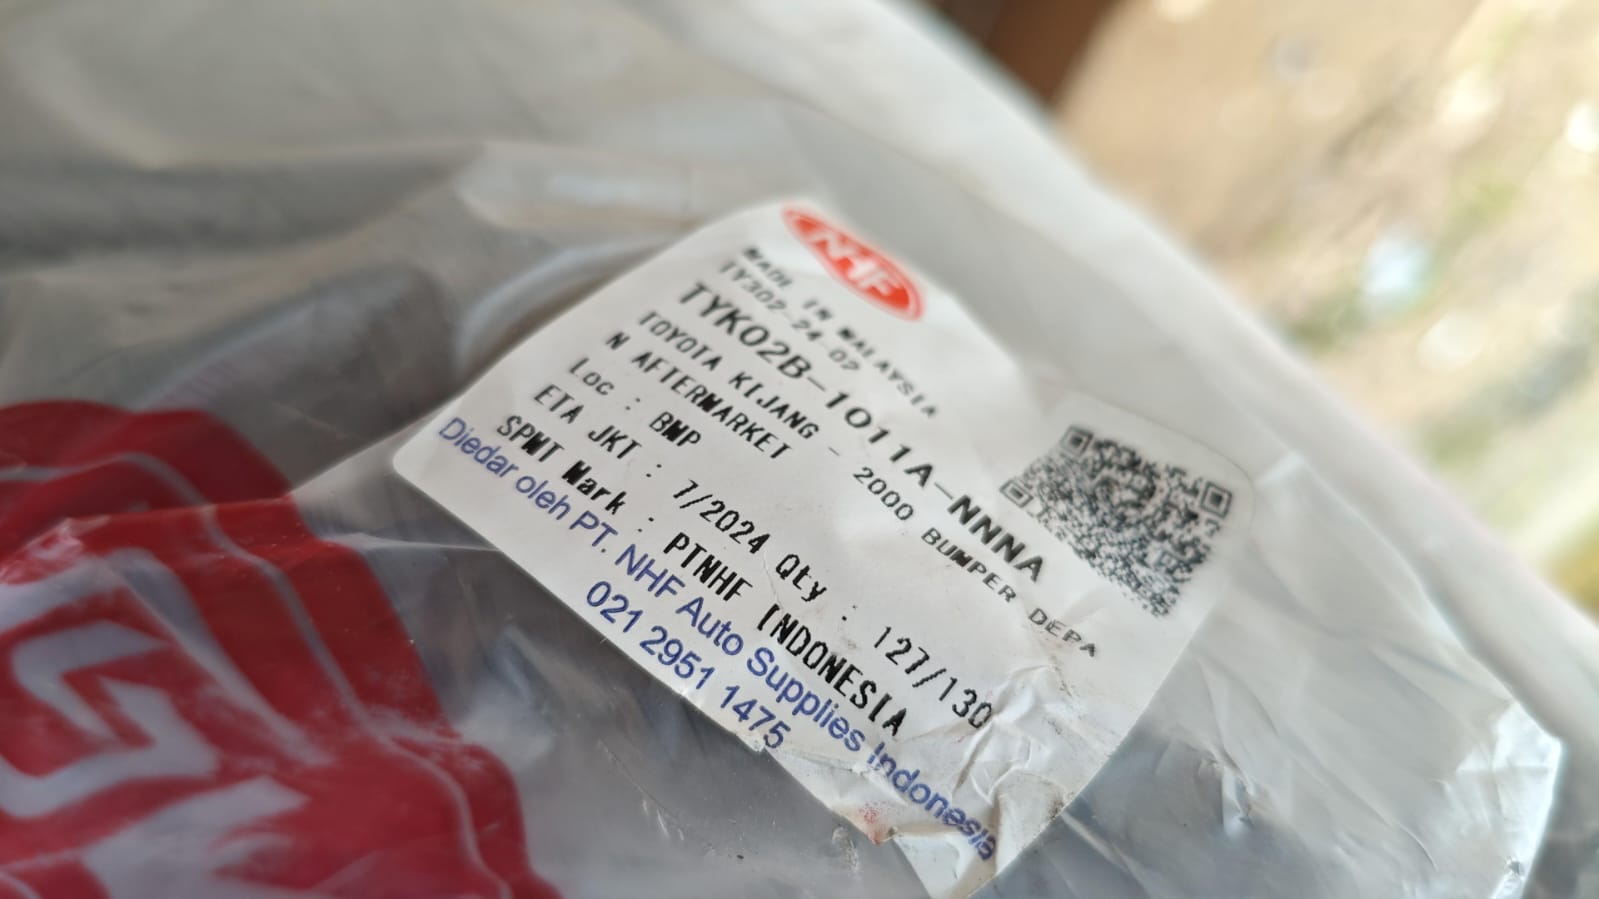 NHF
MADE IN MALAYSIA
TY302-24-02
TYK02B-1011A-NNNA
TOYOTA KIJANG - 2000 BUMPER DEPA
N AFTERMARKET
Loc : BMP
ETA JKT : 7/2024 Qty : 127/130
SPMT Mark : PTNHF INDONESIA
Diedar oleh PT. NHF Auto Supplies Indonesia
021 2951 1475